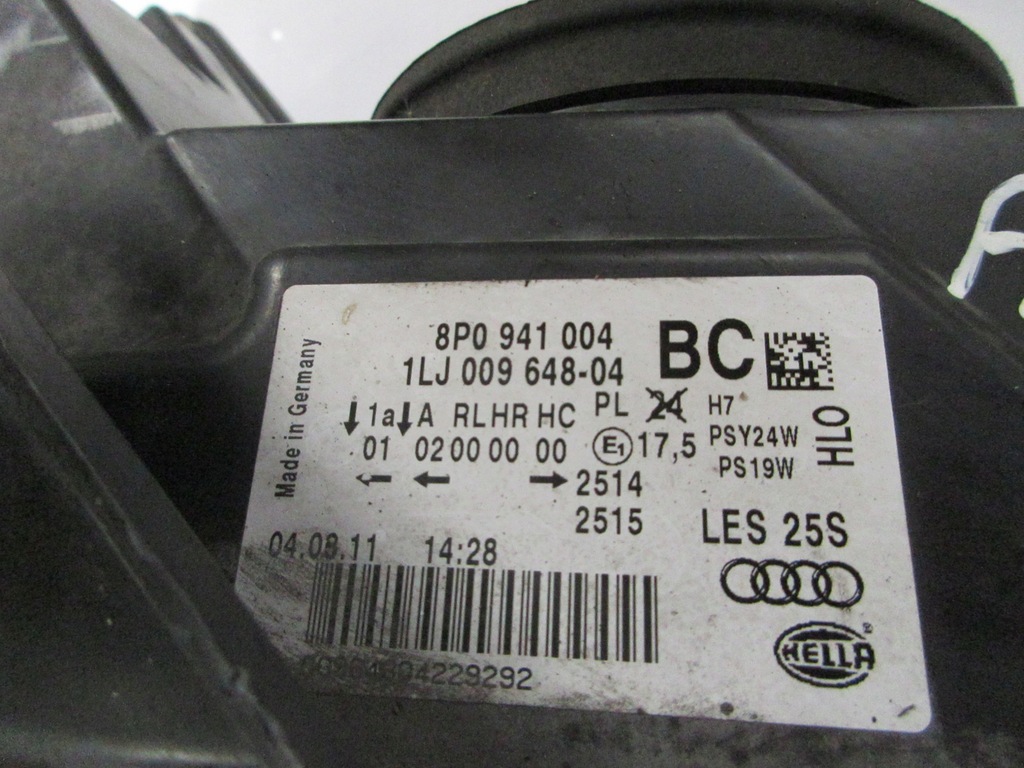 Made in Germany
8P0 941 004
1LJ 009 648-04
BC
↓ 1a ↓ A RL HR HC PL 24 H7
01 02 00 00 00 E1 17,5 PSY24W
PS19W
HLO
← ← → 2514
2515
LES 25S
04.08.11 14:28
4229292
HELLA